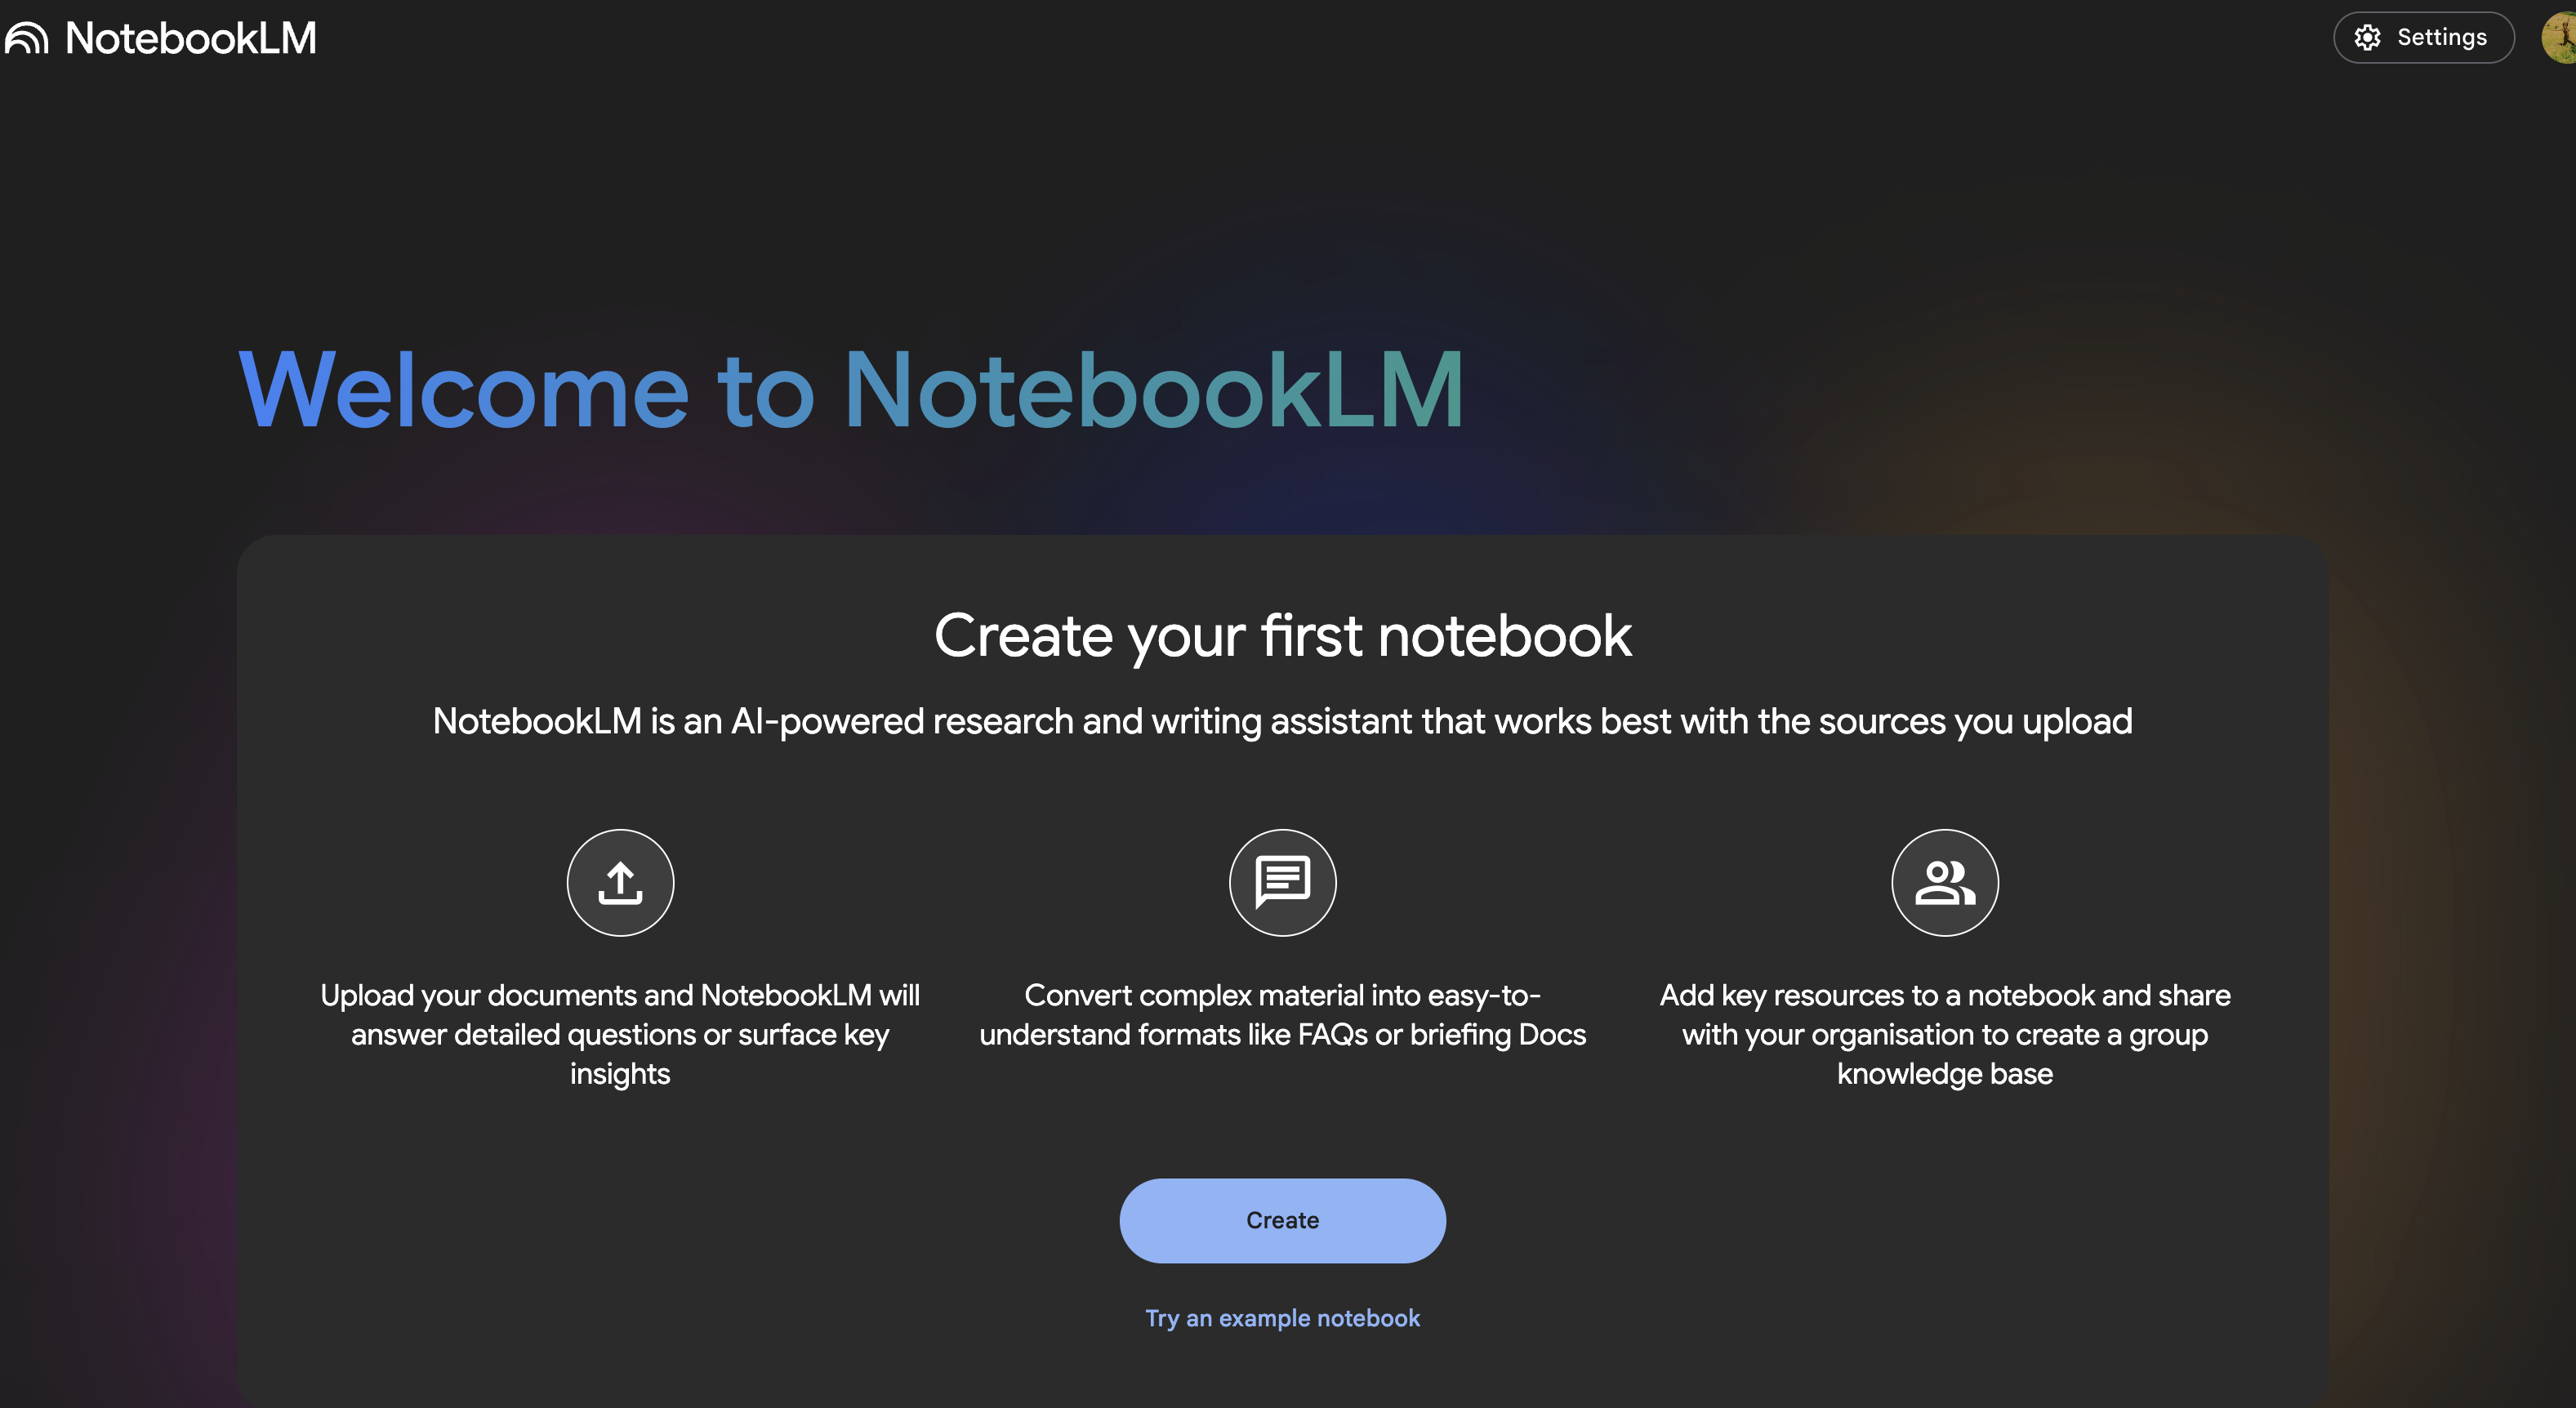 NotebookLM
Settings
Welcome to NotebookLM
Create your first notebook
NotebookLM is an AI-powered research and writing assistant that works best with the sources you upload
Upload your documents and NotebookLM will
answer detailed questions or surface key
insights
Convert complex material into easy-to-
understand formats like FAQs or briefing Docs
Add key resources to a notebook and share
with your organisation to create a group
knowledge base
Create
Try an example notebook